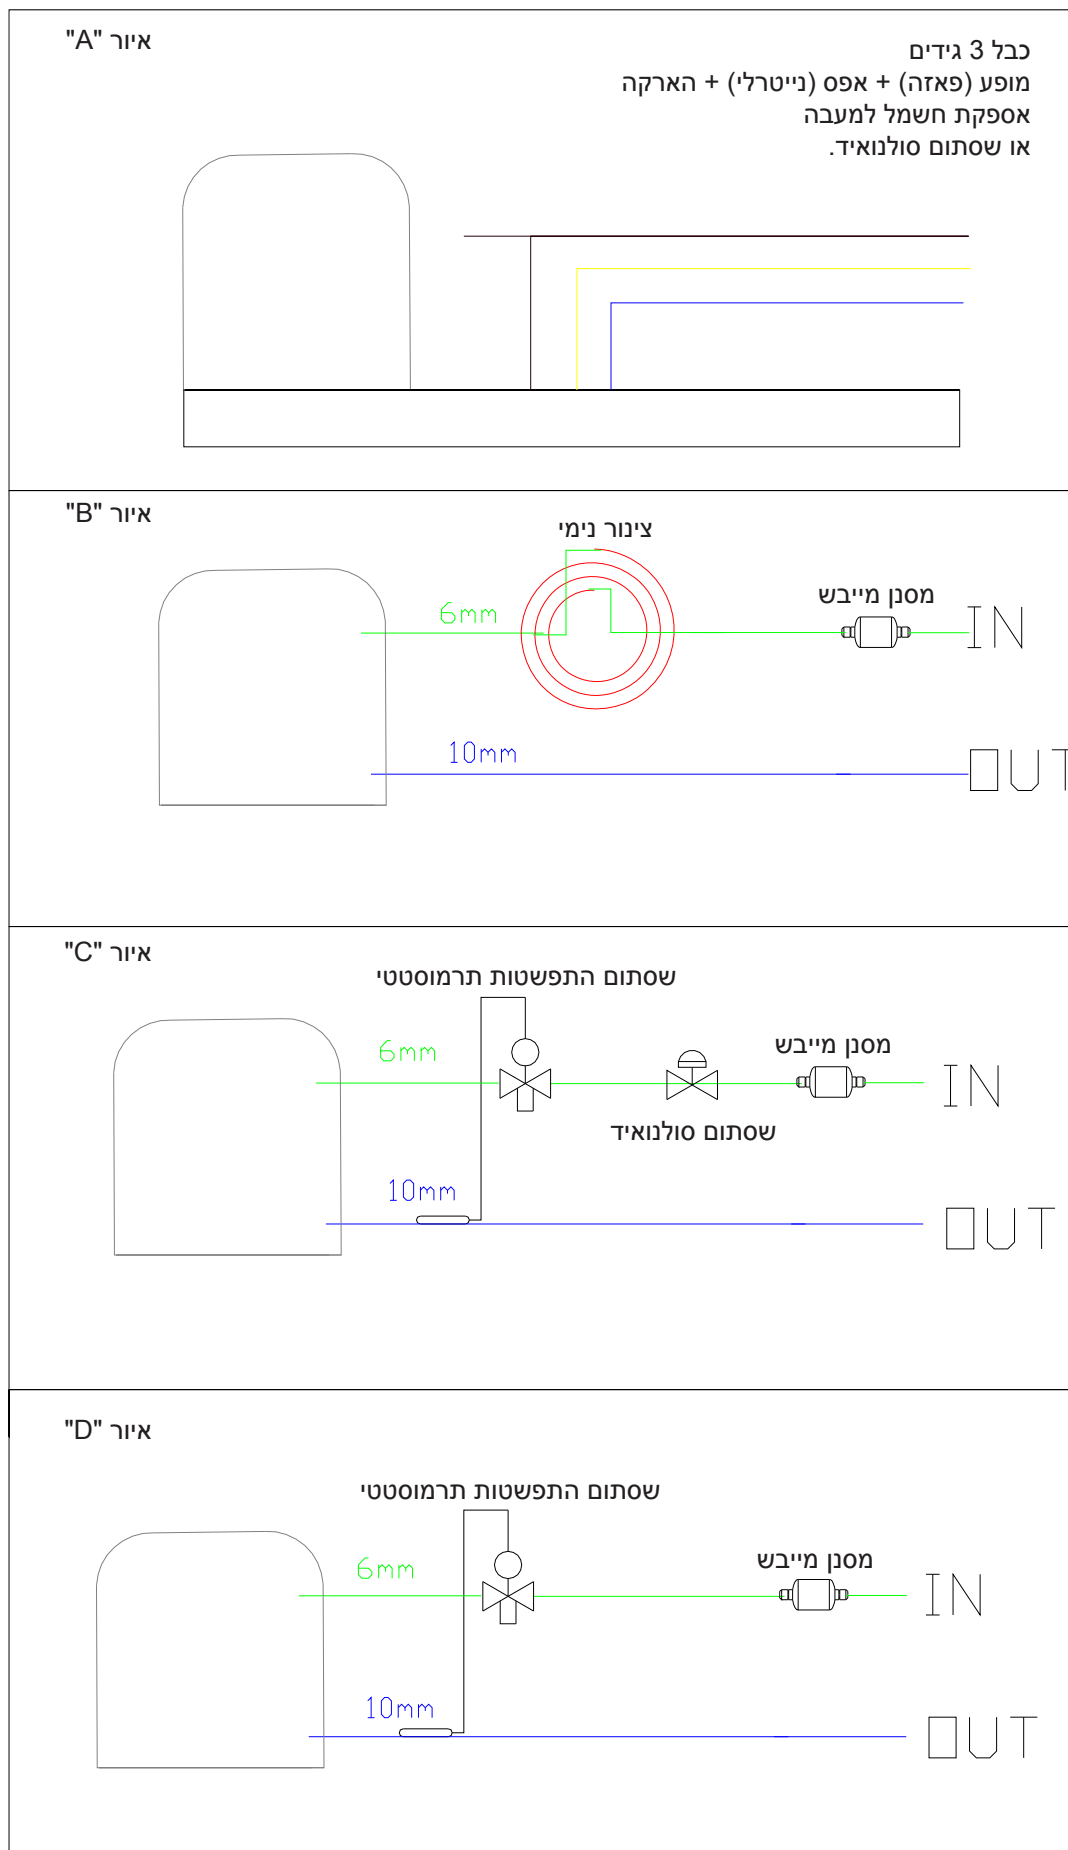 איור "A"
כבל 3 גידים
מופע (פאזה) + אפס (נייטרלי) + הארקה
אספקת חשמל למעבה
או שסתום סולנואיד.
איור "B"
צינור נימי
מסנן מייבש
6mm
IN
10mm
OUT
איור "C"
שסתום התפשטות תרמוסטטי
6mm
מסנן מייבש
IN
שסתום סולנואיד
10mm
OUT
איור "D"
שסתום התפשטות תרמוסטטי
6mm
מסנן מייבש
IN
10mm
OUT